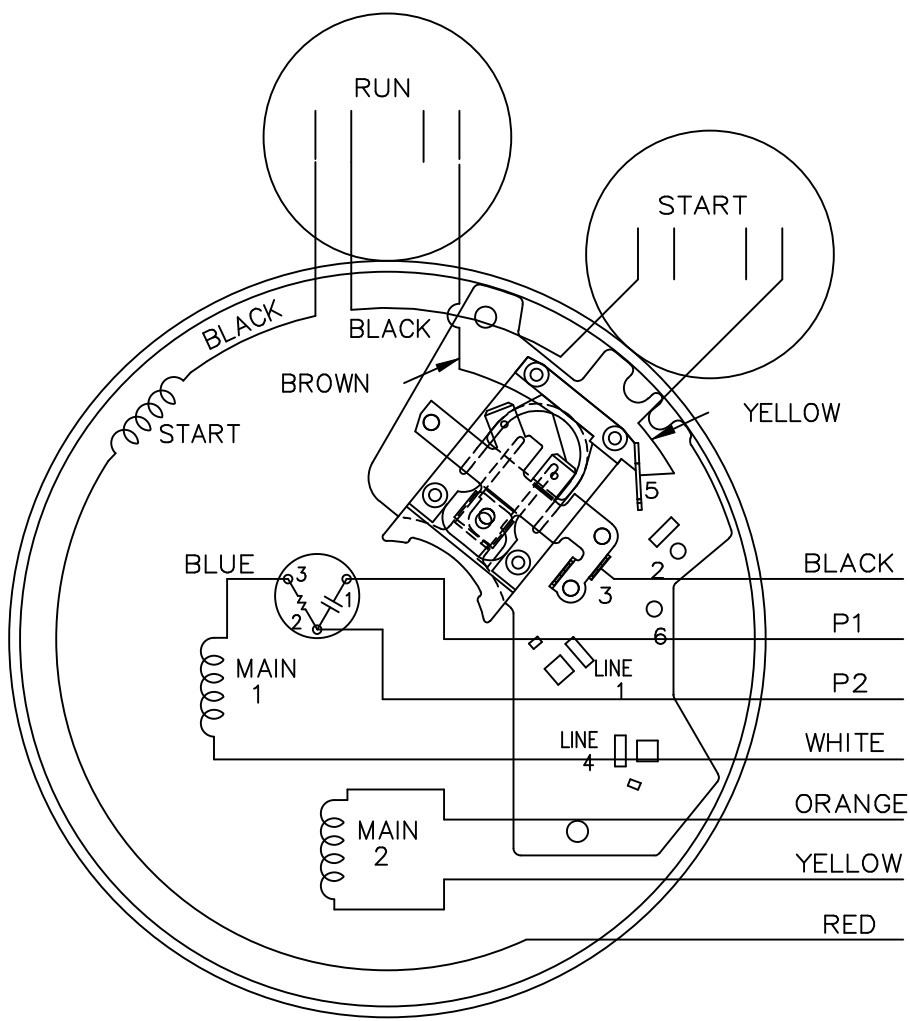 RUN
START
BLACK
BLACK
BROWN
YELLOW
START
5
BLUE
3
1
2
2
3
BLACK
6
P1
MAIN
1
LINE
1
P2
LINE
4
WHITE
ORANGE
MAIN
2
YELLOW
RED